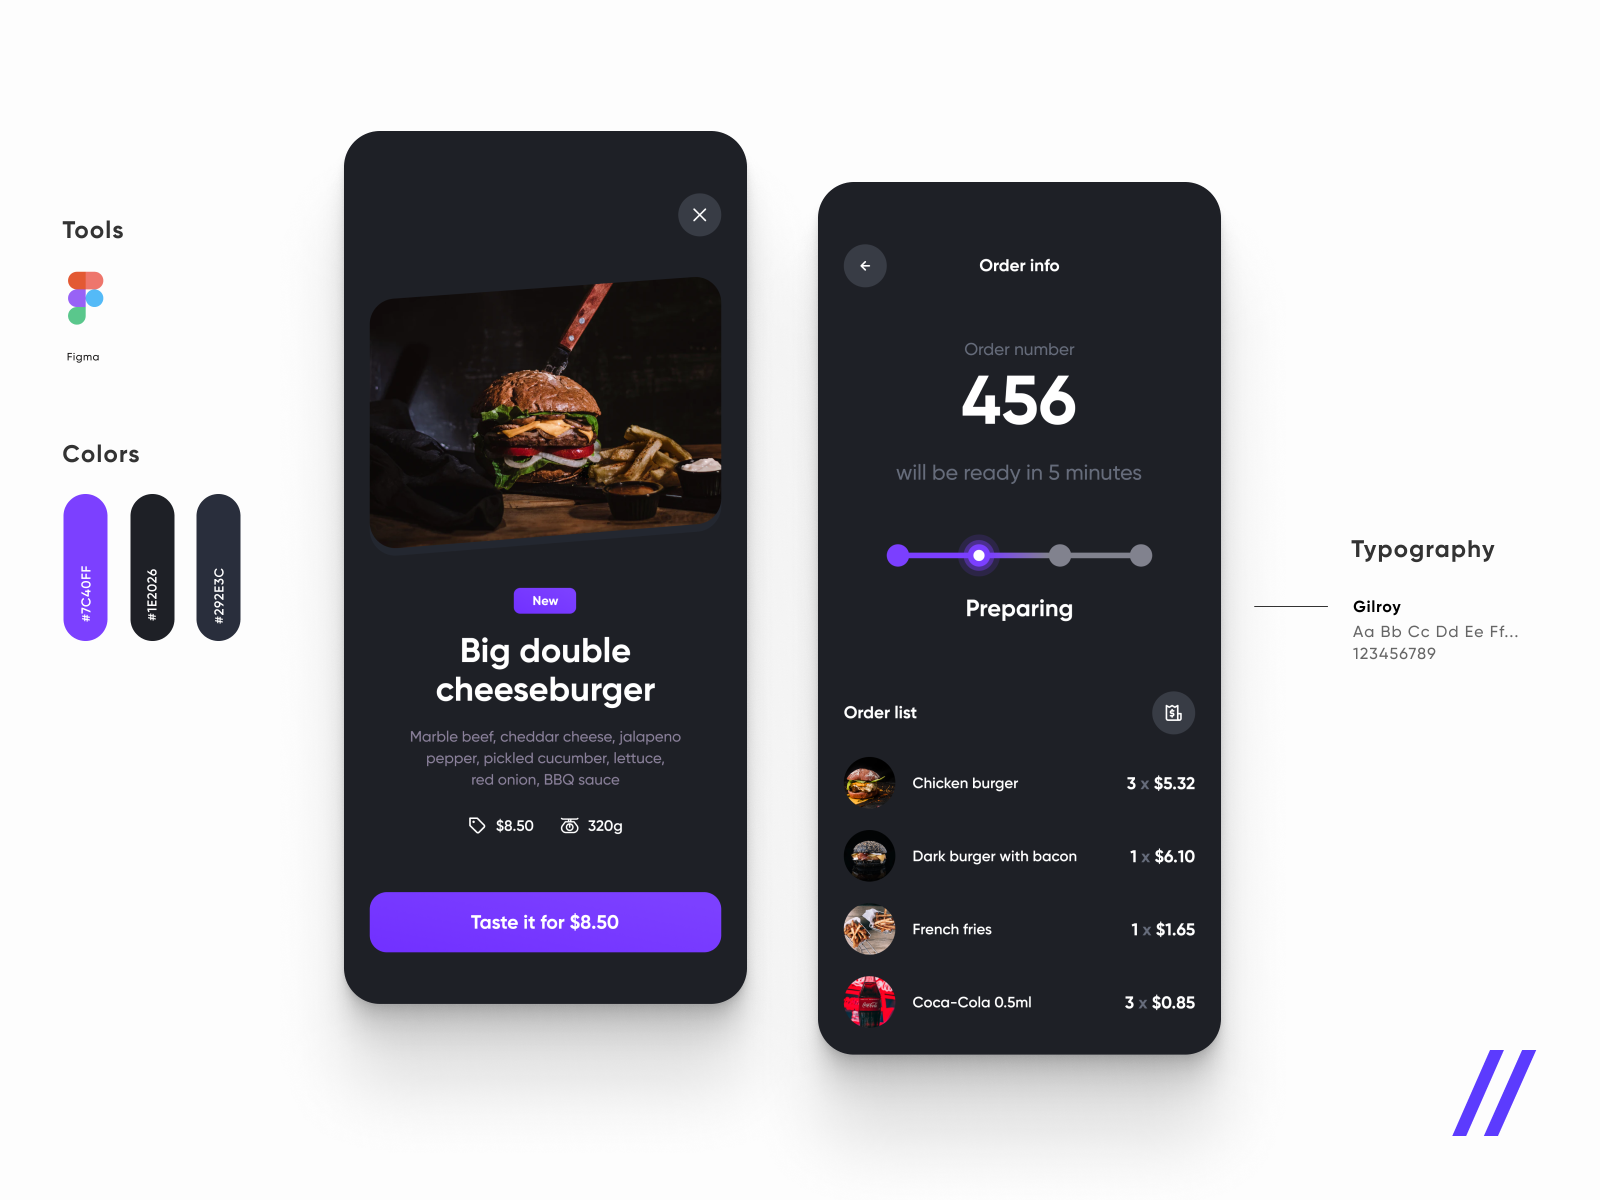 Tools
Figma
Colors
#7C40FF
#1E2026
#292E3C
New
Big double
cheeseburger
Marble beef, cheddar cheese, jalapeno
pepper, pickled cucumber, lettuce,
red onion, BBQ sauce
$8.50
320g
Taste it for $8.50
Order info
Order number
456
will be ready in 5 minutes
Preparing
Order list
Chicken burger
3 x $5.32
Dark burger with bacon
1 x $6.10
French fries
1 x $1.65
Coca-Cola 0.5ml
3 x $0.85
Typography
Gilroy
Aa Bb Cc Dd Ee Ff...
123456789